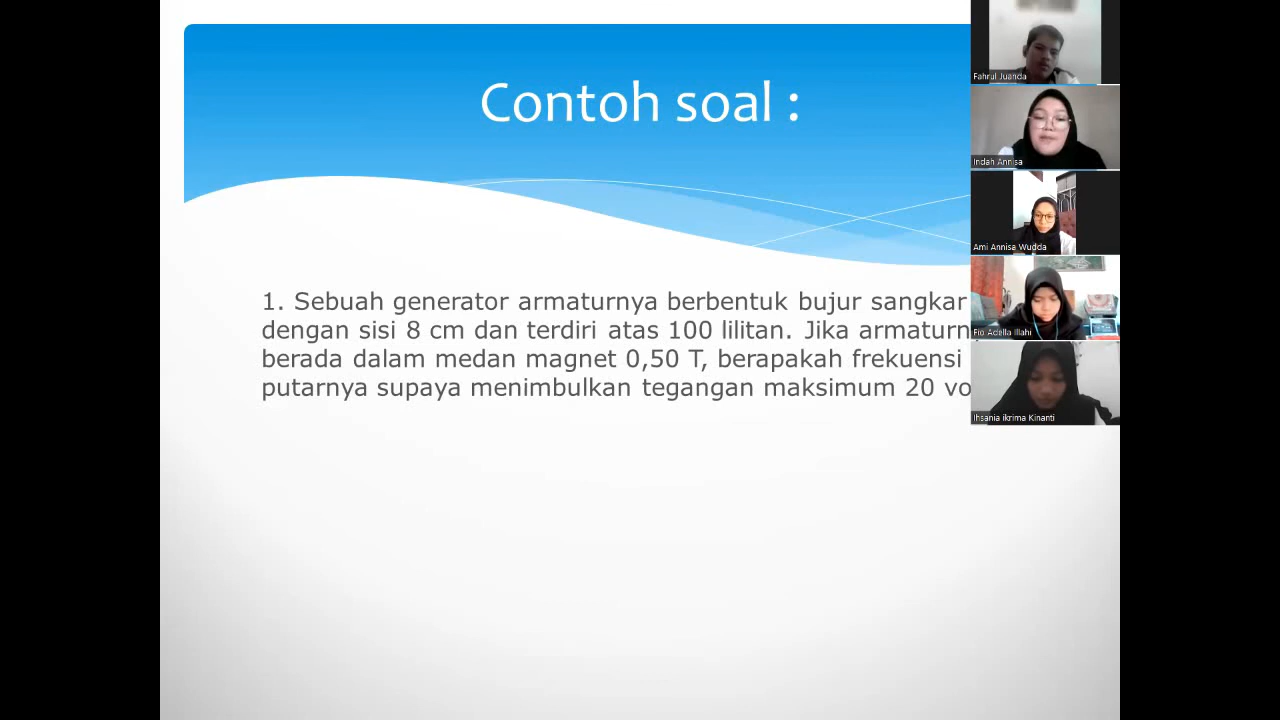 Contoh soal :
1. Sebuah generator armaturnya berbentuk bujur sangkar
dengan sisi 8 cm dan terdiri atas 100 lilitan. Jika armaturn
berada dalam medan magnet 0,50 T, berapakah frekuensi
putarnya supaya menimbulkan tegangan maksimum 20 vo
Fahrul Juanda
Indah Annisa
Ami Annisa Wudda
Fio Adella Illahi
Ihsania ikrima Kinanti